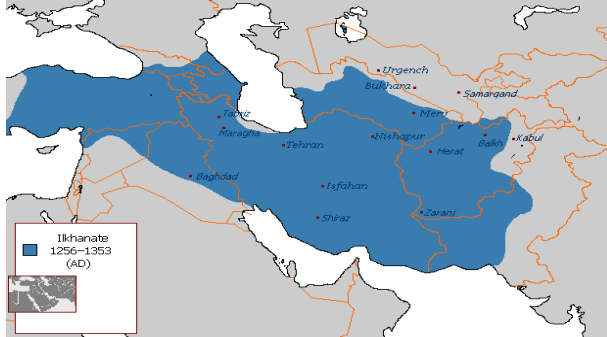 Urgench
Bukhara
Samarqand
Tabriz
Merv
Maragha
Nishapur
Kabul
Tehran
Balkh
Herat
Baghdad
Isfahan
Zaranj
Shiraz
Ilkhanate
1256-1353
(AD)